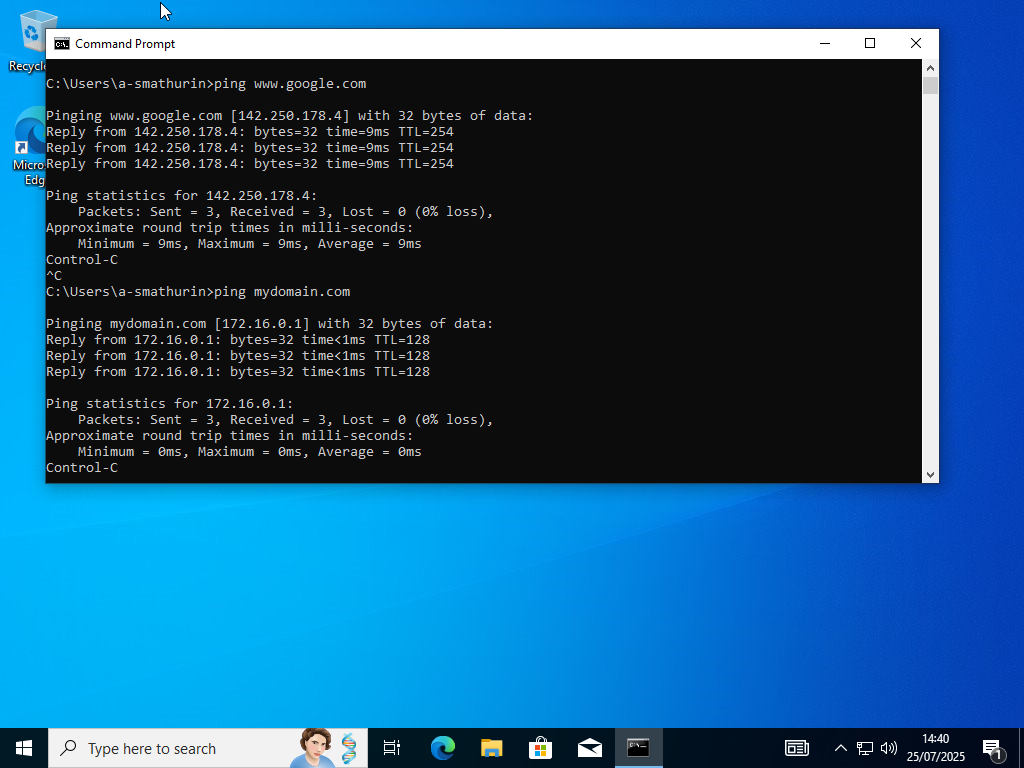 Recycle
Micro
Edg
Command Prompt
C:\Users\a-smathurin>ping www.google.com
Pinging www.google.com [142.250.178.4] with 32 bytes of data:
Reply from 142.250.178.4: bytes=32 time=9ms TTL=254
Reply from 142.250.178.4: bytes=32 time=9ms TTL=254
Reply from 142.250.178.4: bytes=32 time=9ms TTL=254
Ping statistics for 142.250.178.4:
    Packets: Sent = 3, Received = 3, Lost = 0 (0% loss),
Approximate round trip times in milli-seconds:
    Minimum = 9ms, Maximum = 9ms, Average = 9ms
Control-C
^C
C:\Users\a-smathurin>ping mydomain.com
Pinging mydomain.com [172.16.0.1] with 32 bytes of data:
Reply from 172.16.0.1: bytes=32 time<1ms TTL=128
Reply from 172.16.0.1: bytes=32 time<1ms TTL=128
Reply from 172.16.0.1: bytes=32 time<1ms TTL=128
Ping statistics for 172.16.0.1:
    Packets: Sent = 3, Received = 3, Lost = 0 (0% loss),
Approximate round trip times in milli-seconds:
    Minimum = 0ms, Maximum = 0ms, Average = 0ms
Control-C
Type here to search
14:40
25/07/2025
1